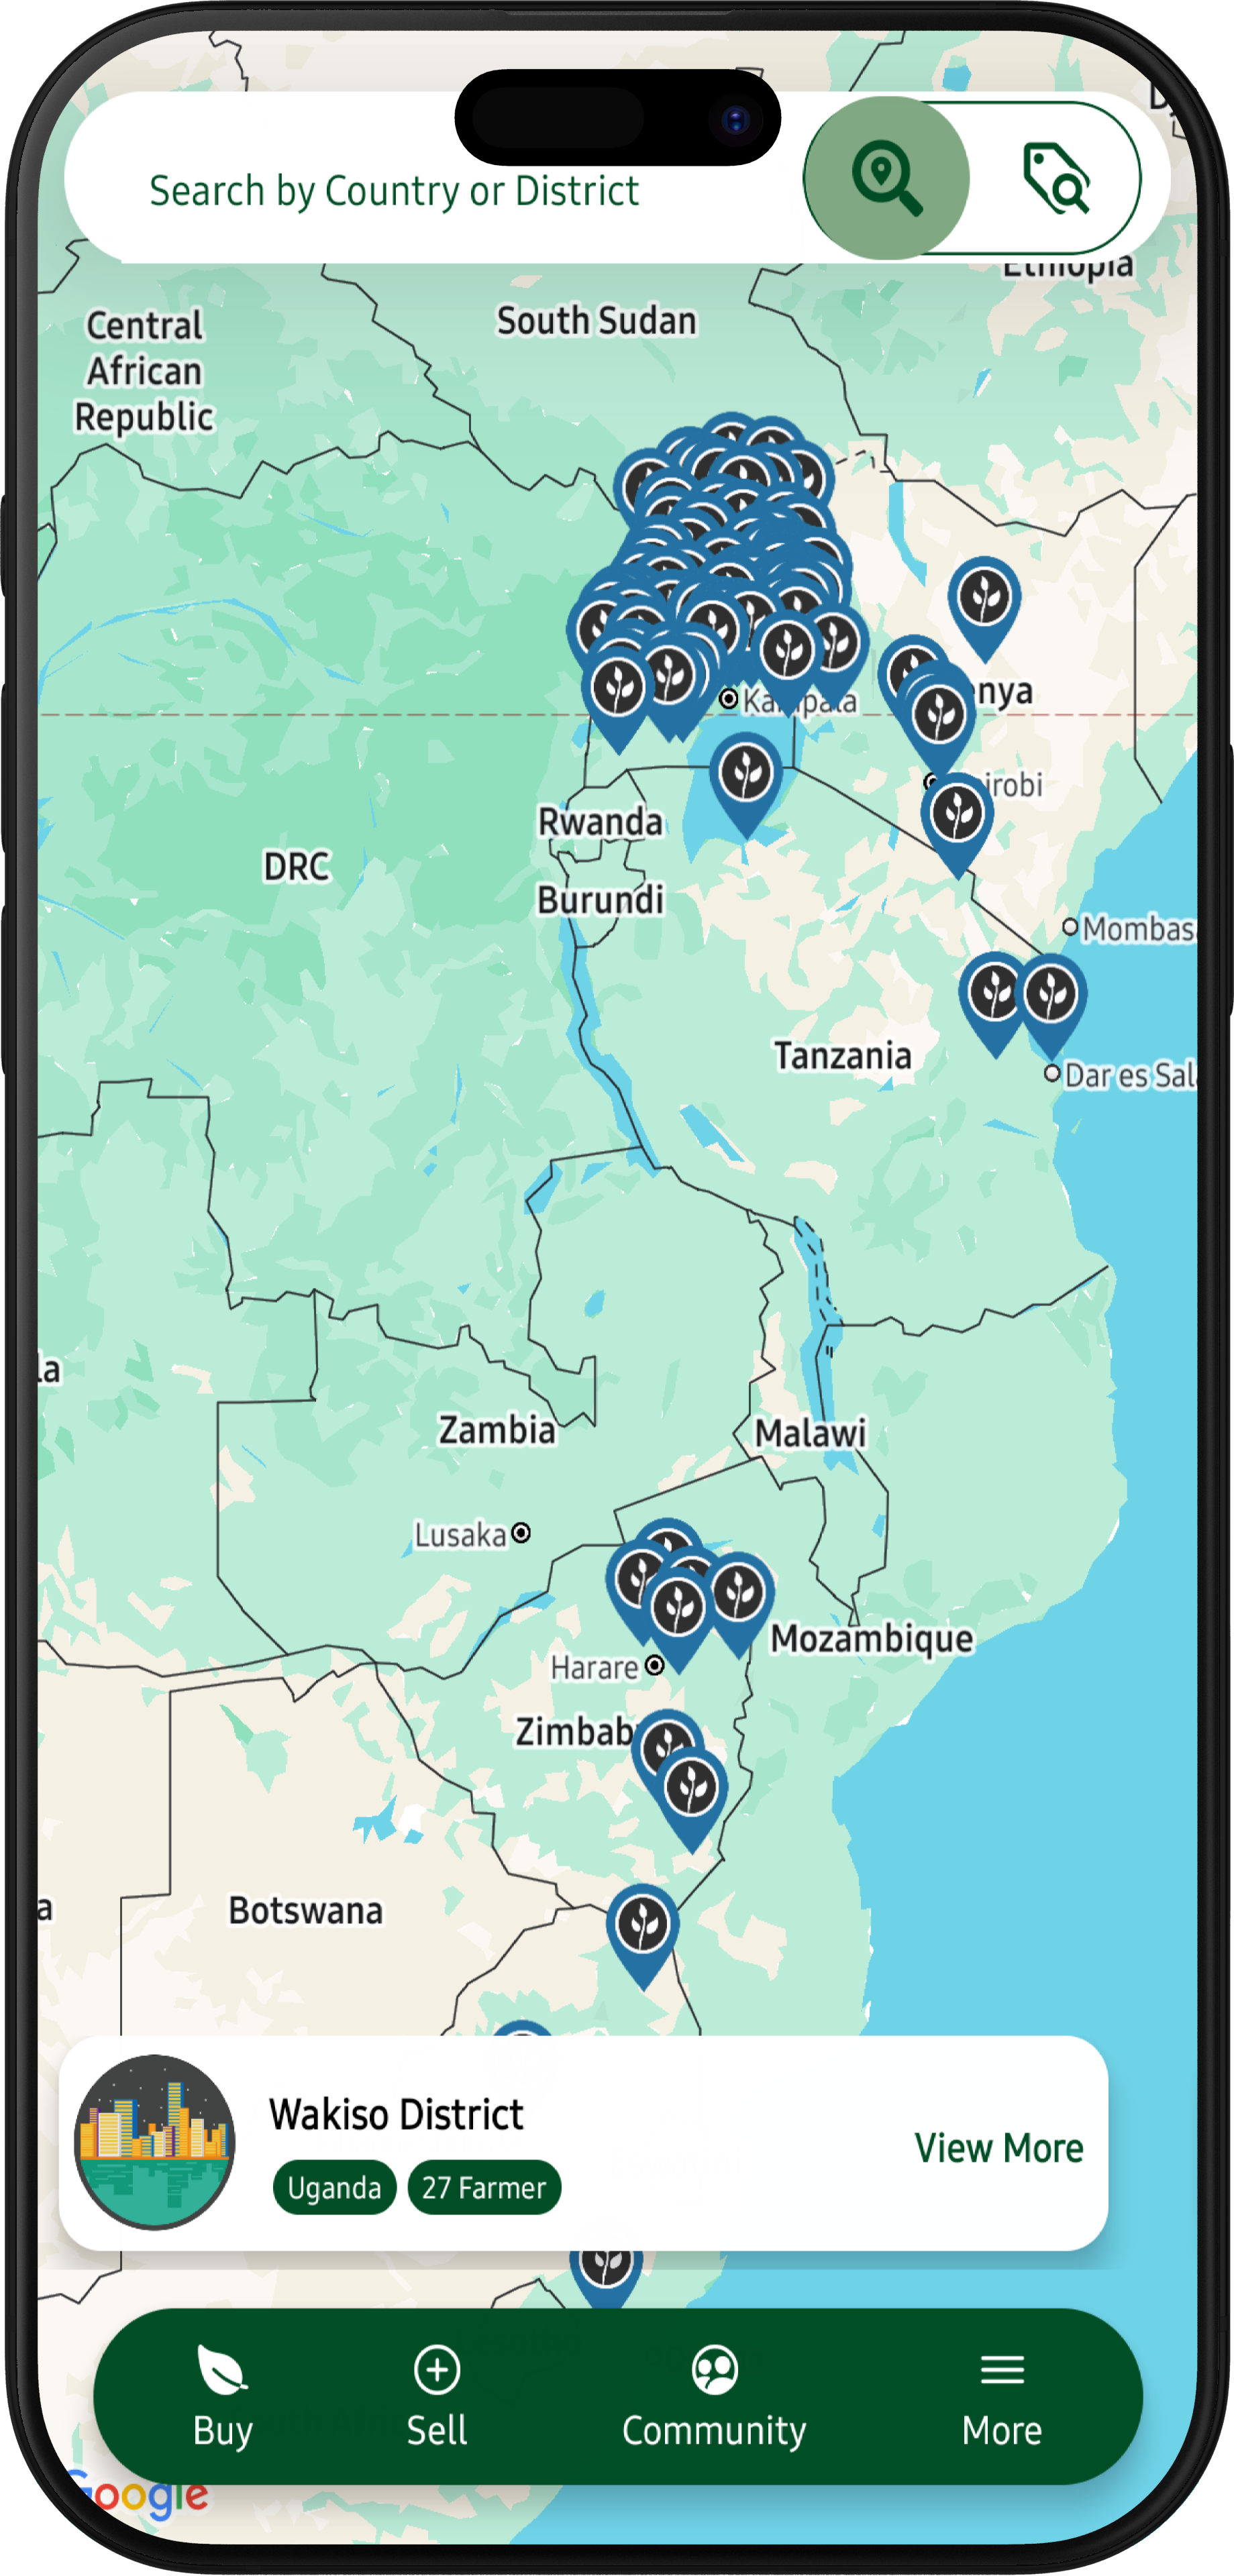 Search by Country or District
Ethiopia
South Sudan
Central
African
Republic
Kampala
enya
irobi
Rwanda
DRC
Burundi
Mombas
Tanzania
Dar es Sal
la
Zambia
Malawi
Lusaka
Mozambique
Harare
Zimbab
Botswana
a
Wakiso District
View More
Uganda
27 Farmer
Buy
Sell
Community
More
Google